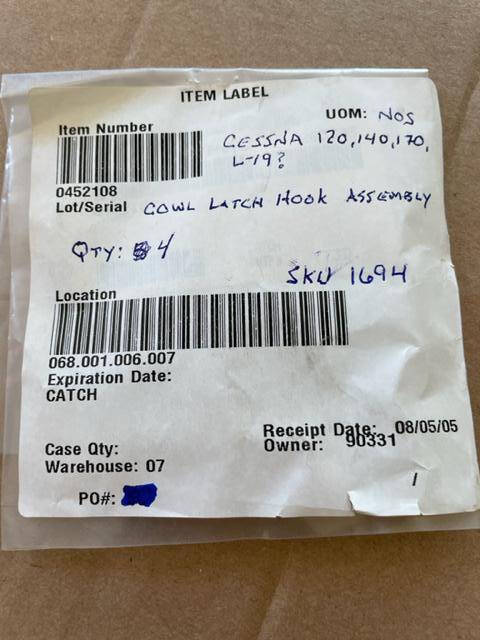 ITEM LABEL
UOM: NOS
Item Number
CESSNA 120, 140, 170,
L-19?
0452108
Lot/Serial COWL LATCH HOOK ASSEMBLY
QTY: 4
SKU 1694
Location
068.001.006.007
Expiration Date:
CATCH
Receipt Date: 08/05/05
Owner: 90331
Case Qty:
Warehouse: 07
PO#:
/